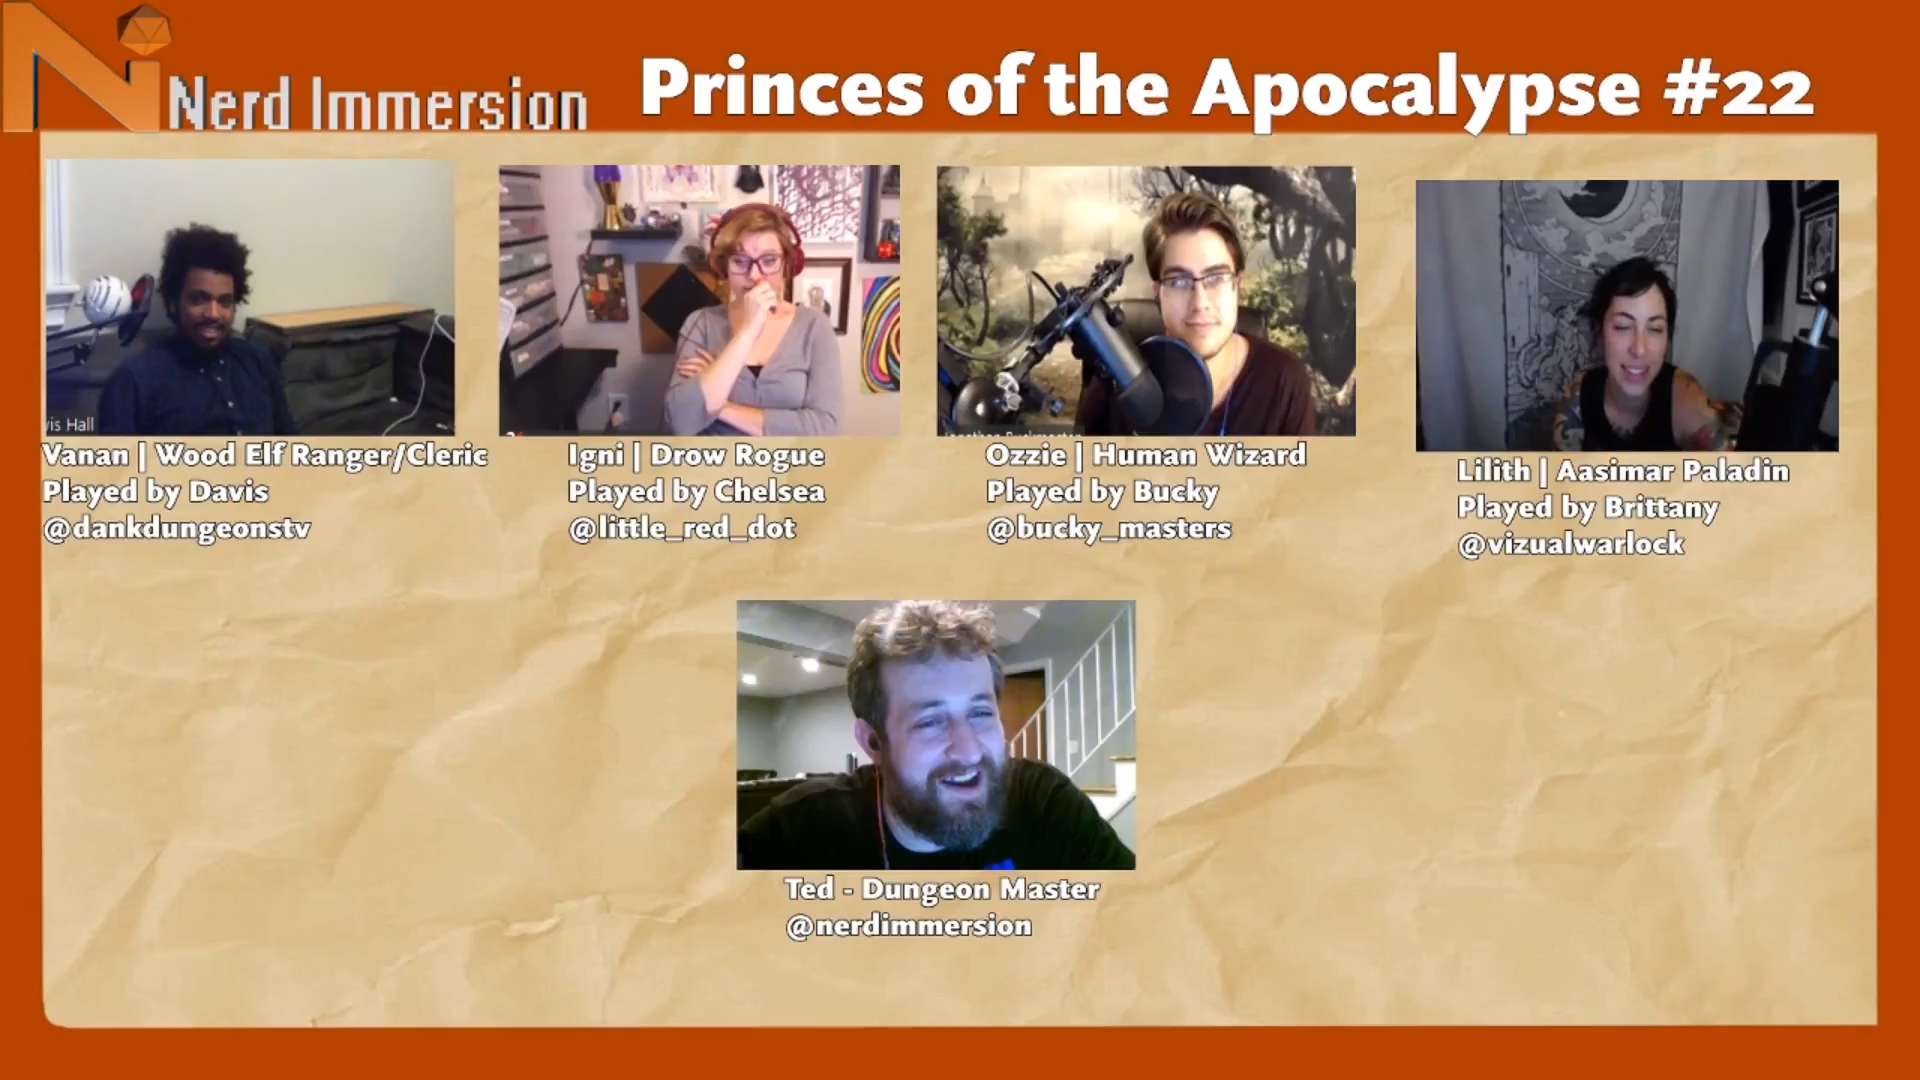 Nerd Immersion
Princes of the Apocalypse #22
vis Hall
Vanan | Wood Elf Ranger/Cleric
Played by Davis
@dankdungeonstv
Igni | Drow Rogue
Played by Chelsea
@little_red_dot
Ozzie | Human Wizard
Played by Bucky
@bucky_masters
Lilith | Aasimar Paladin
Played by Brittany
@vizualwarlock
Ted - Dungeon Master
@nerdimmersion